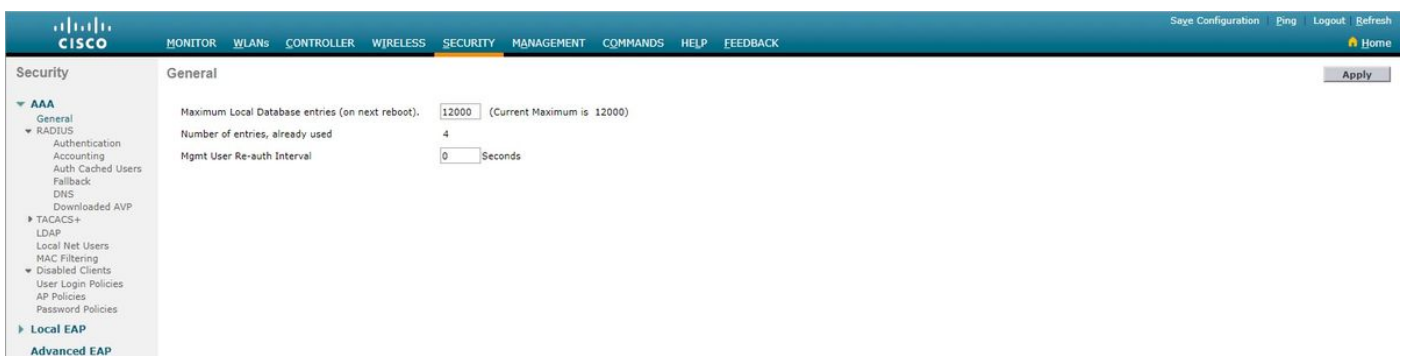 Save Configuration Ping Logout Refresh
CISCO
MONITOR WLANs CONTROLLER WIRELESS SECURITY MANAGEMENT COMMANDS HELP FEEDBACK
Home
Security
General
Apply
AAA
General
RADIUS
Authentication
Accounting
Auth Cached Users
Fallback
DNS
Downloaded AVP
TACACS+
LDAP
Local Net Users
MAC Filtering
Disabled Clients
User Login Policies
AP Policies
Password Policies
Local EAP
Advanced EAP
Maximum Local Database entries (on next reboot). 12000 (Current Maximum is 12000)
Number of entries, already used 4
Mgmt User Re-auth Interval 0 Seconds